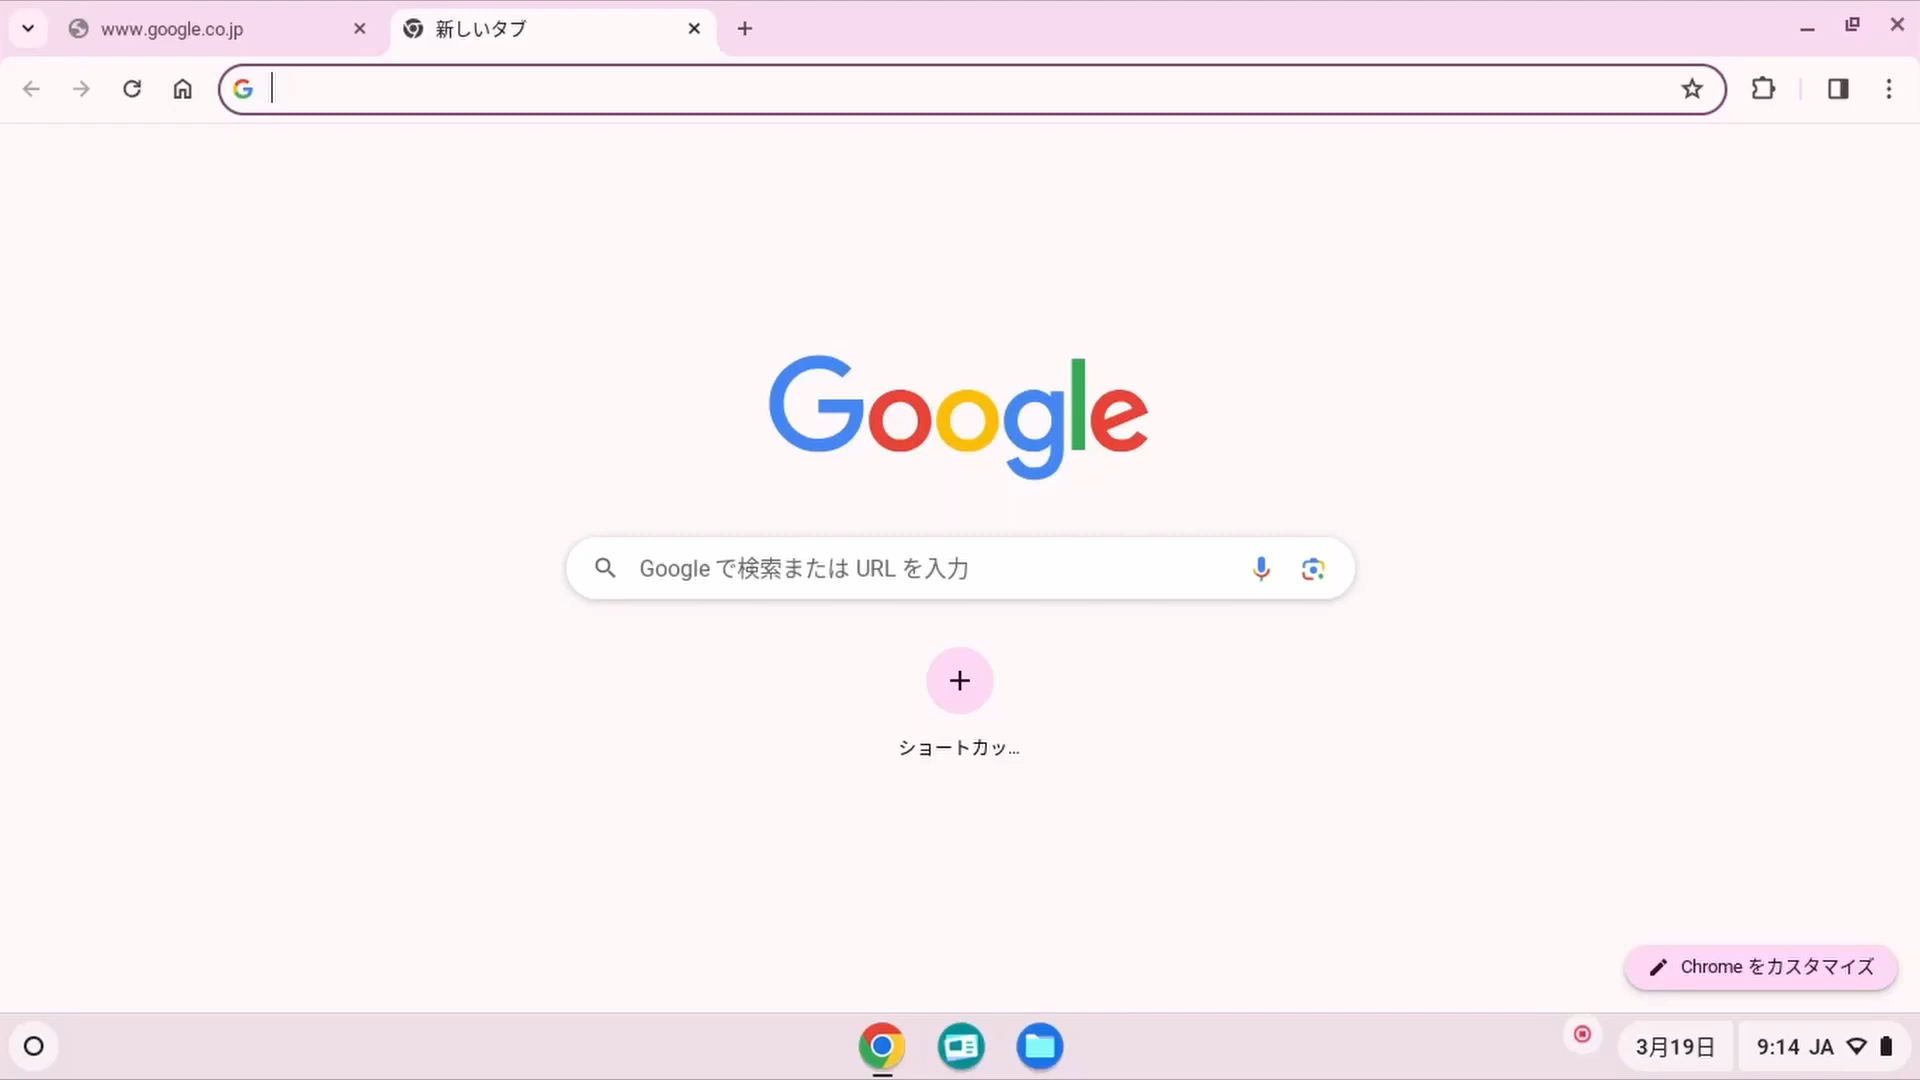 www.google.co.jp
新しいタブ
Google
Google で検索または URL を入力
ショートカッ...
Chrome をカスタマイズ
3月19日
9:14 JA